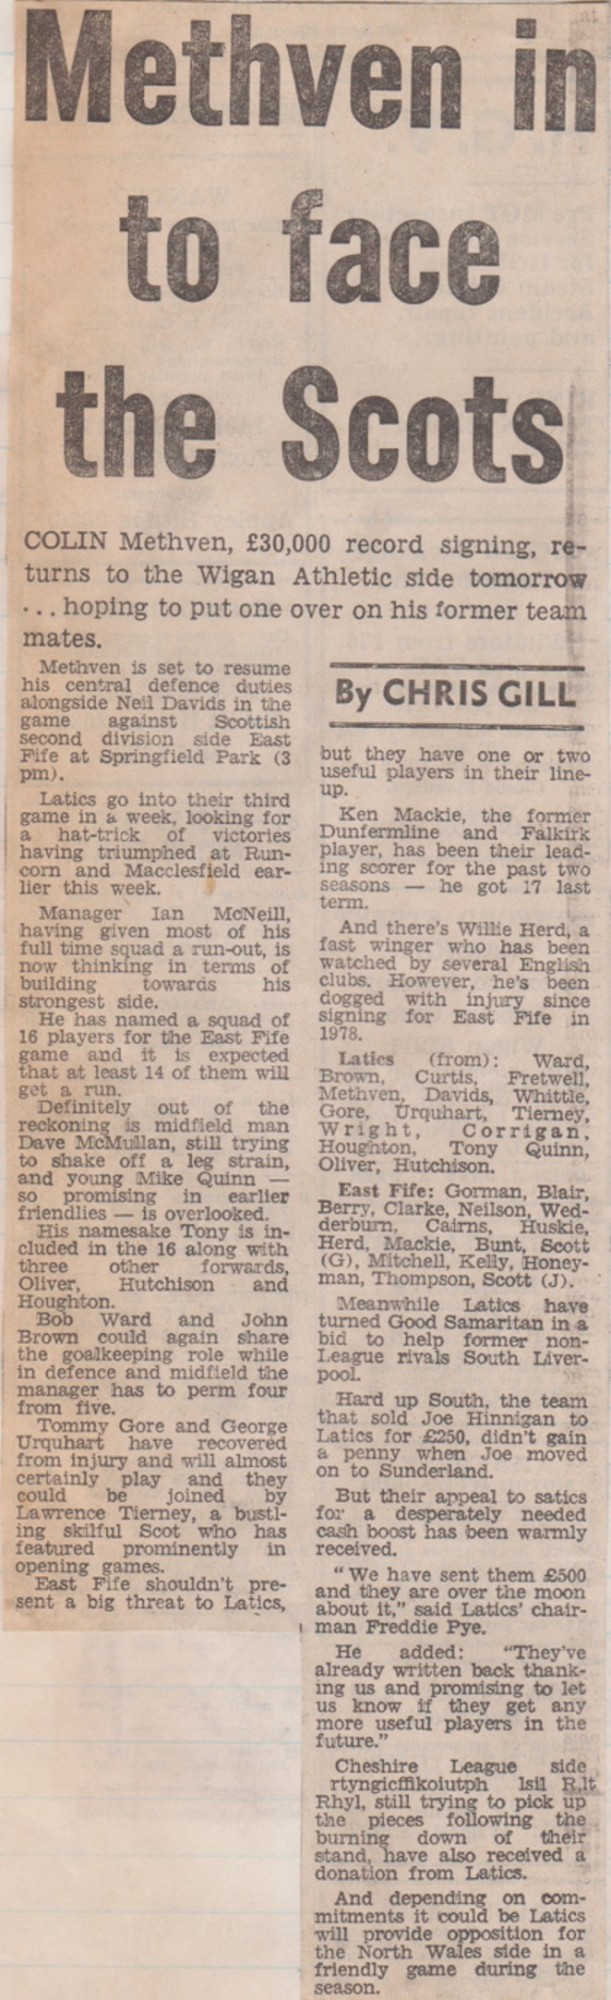 Methven in
to face
the Scots
COLIN Methven, £30,000 record signing, re-
turns to the Wigan Athletic side tomorrow
... hoping to put one over on his former team
mates.
Methven is set to resume
his central defence duties
alongside Neil Davids in the
game against Scottish
second division side East
Fife at Springfield Park (3
pm).
Latics go into their third
game in a week, looking for
a hat-trick of victories
having triumphed at Run-
corn and Macclesfield ear-
lier this week.
Manager Ian McNeill,
having given most of his
full time squad a run-out, is
now thinking in terms of
building towards his
strongest side.
He has named a squad of
16 players for the East Fife
game and it is expected
that at least 14 of them will
get a run.
Definitely out of the
reckoning is midfield man
Dave McMullan, still trying
to shake off a leg strain,
and young Mike Quinn —
so promising in earlier
friendlies — is overlooked.
His namesake Tony is in-
cluded in the 16 along with
three other forwards,
Oliver, Hutchison and
Houghton.
Bob Ward and John
Brown could again share
the goalkeeping role while
in defence and midfield the
manager has to perm four
from five.
Tommy Gore and George
Urquhart have recovered
from injury and will almost
certainly play and they
could be joined by
Lawrence Tierney, a bustl-
ing skilful Scot who has
featured prominently in
opening games.
East Fife shouldn't pre-
sent a big threat to Latics,
By CHRIS GILL
but they have one or two
useful players in their line-
up.
Ken Mackie, the former
Dunfermline and Falkirk
player, has been their lead-
ing scorer for the past two
seasons — he got 17 last
term.
And there's Willie Herd, a
fast winger who has been
watched by several English
clubs. However, he's been
dogged with injury since
signing for East Fife in
1978.
Latics (from): Ward,
Brown, Curtis, Fretwell,
Methven, Davids, Whittle,
Gore, Urquhart, Tierney,
Wright, Corrigan,
Houghton, Tony Quinn,
Oliver, Hutchison.
East Fife: Gorman, Blair,
Berry, Clarke, Neilson, Wed-
derburn, Cairns, Huskie,
Herd, Mackie, Bunt, Scott
(G), Mitchell, Kelly, Honey-
man, Thompson, Scott (J).
Meanwhile Latics have
turned Good Samaritan in a
bid to help former non-
League rivals South Liver-
pool.
Hard up South, the team
that sold Joe Hinnigan to
Latics for £250, didn't gain
a penny when Joe moved
on to Sunderland.
But their appeal to satics
for a desperately needed
cash boost has been warmly
received.
"We have sent them £500
and they are over the moon
about it," said Latics' chair-
man Freddie Pye.
He added: "They've
already written back thank-
ing us and promising to let
us know if they get any
more useful players in the
future."
Cheshire League side
rtyngicffikoiutph lsil R,lt
Rhyl, still trying to pick up
the pieces following the
burning down of their
stand, have also received a
donation from Latics.
And depending on com-
mitments it could be Latics
will provide opposition for
the North Wales side in a
friendly game during the
season.